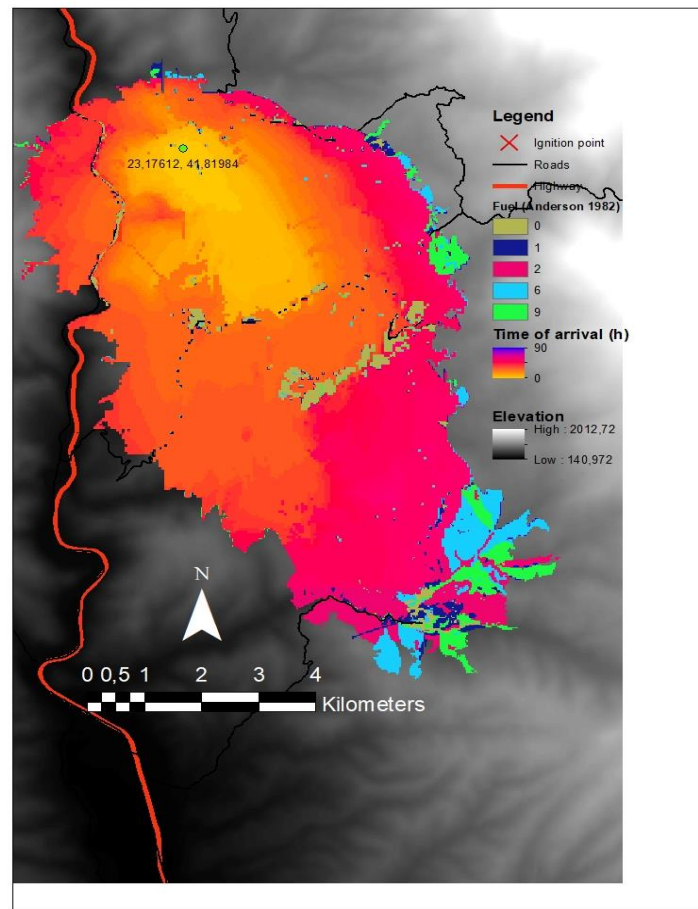 23,17612, 41,81984
Legend
Ignition point
Roads
Highway
Fuel (Anderson 1982)
0
1
2
6
9
Time of arrival (h)
90
0
Elevation
High : 2012,72
Low : 140,972
N
0 0,5 1 2 3 4
Kilometers